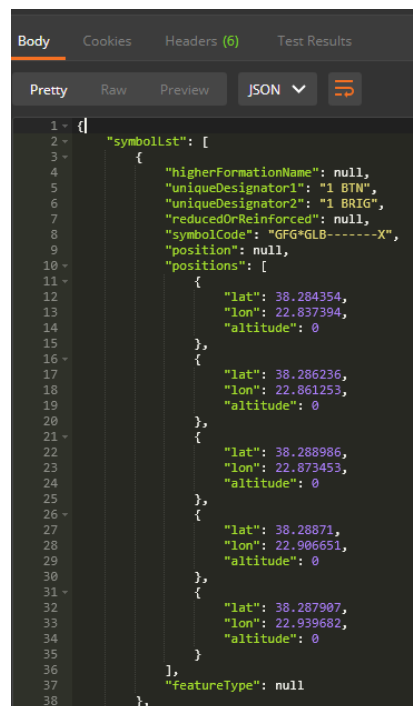 Body Cookies Headers (6) Test Results
Pretty Raw Preview JSON
1 {
2 "symbolLst": [
3 {
4 "higherFormationName": null,
5 "uniqueDesignator1": "1 BTN",
6 "uniqueDesignator2": "1 BRIG",
7 "reducedOrReinforced": null,
8 "symbolCode": "GFG*GLB-------X",
9 "position": null,
10 "positions": [
11 {
12 "lat": 38.284354,
13 "lon": 22.837394,
14 "altitude": 0
15 },
16 {
17 "lat": 38.286236,
18 "lon": 22.861253,
19 "altitude": 0
20 },
21 {
22 "lat": 38.288986,
23 "lon": 22.873453,
24 "altitude": 0
25 },
26 {
27 "lat": 38.28871,
28 "lon": 22.906651,
29 "altitude": 0
30 },
31 {
32 "lat": 38.287907,
33 "lon": 22.939682,
34 "altitude": 0
35 }
36 ],
37 "featureType": null
38 },